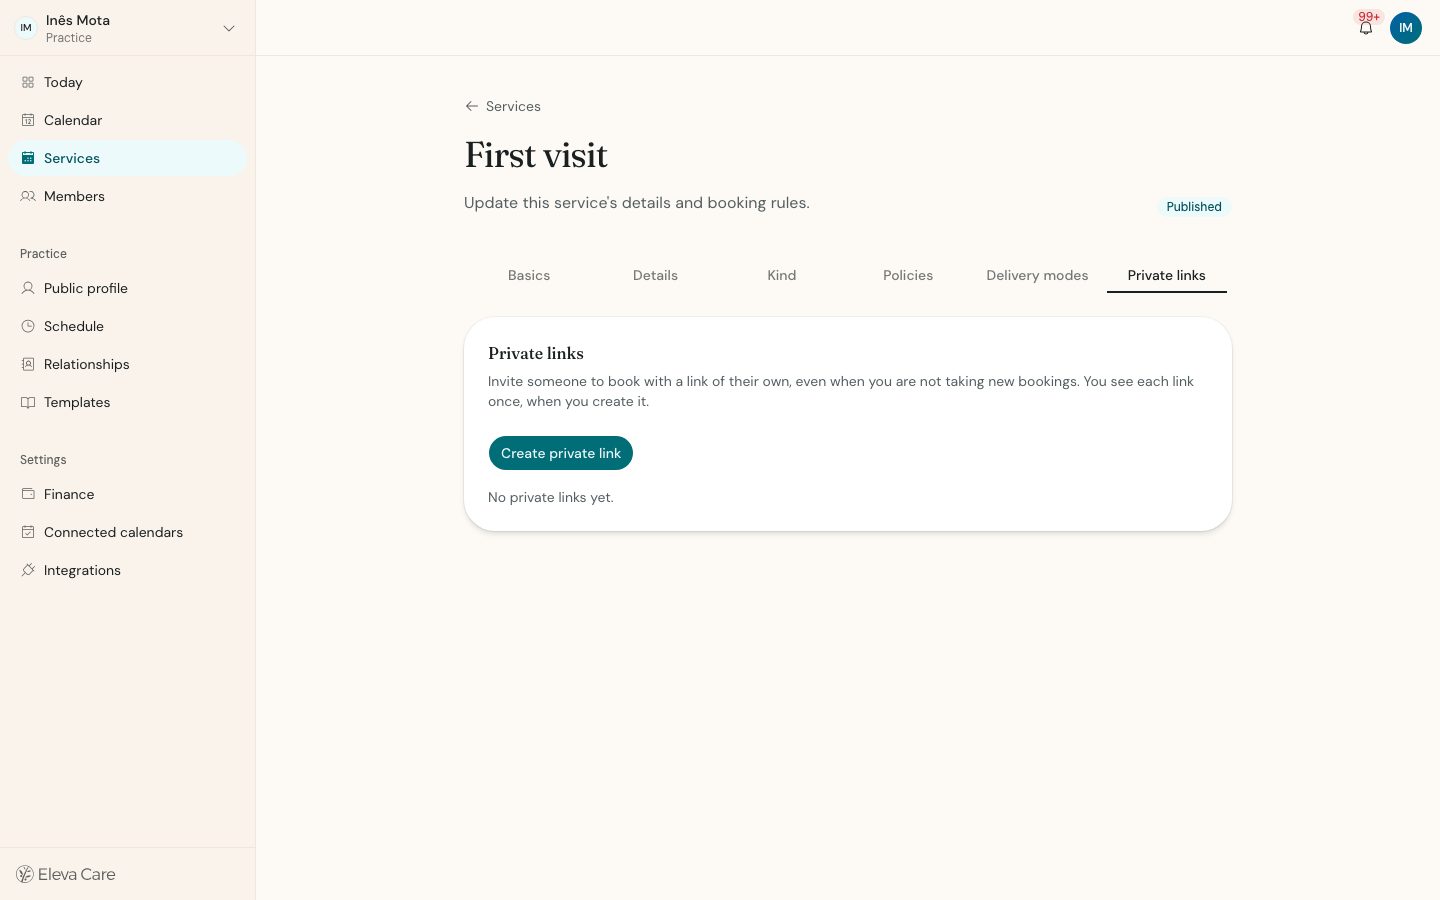 IM
Inês Mota
Practice
99+
IM
Today
12
Calendar
Services
Members
Practice
Public profile
Schedule
Relationships
Templates
Settings
Finance
Connected calendars
Integrations
Eleva Care
Services
First visit
Update this service's details and booking rules.
Published
Basics
Details
Kind
Policies
Delivery modes
Private links
Private links
Invite someone to book with a link of their own, even when you are not taking new bookings. You see each link
once, when you create it.
Create private link
No private links yet.